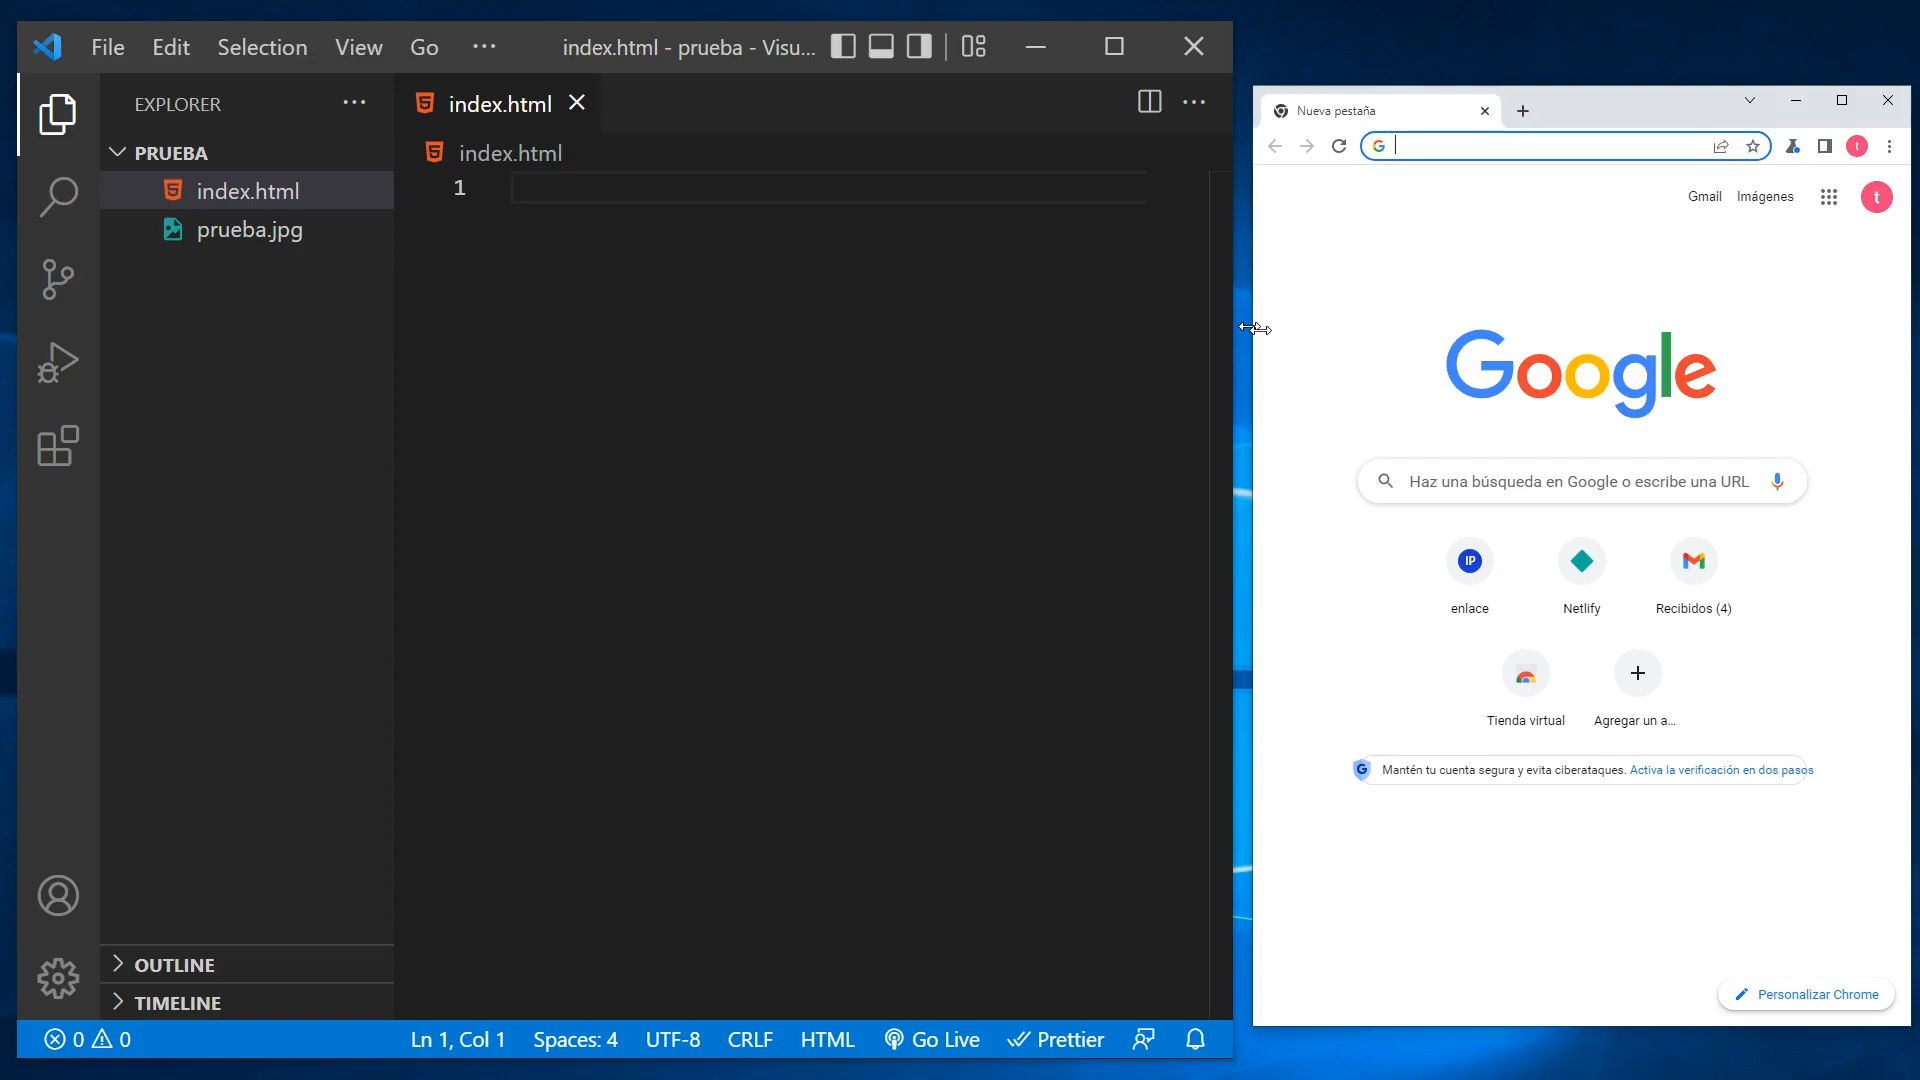 File Edit Selection View Go ··· index.html - prueba - Visu...
EXPLORER ···
index.html
···
PRUEBA
index.html
index.html
prueba.jpg
1
OUTLINE
TIMELINE
0 0 Ln 1, Col 1 Spaces: 4 UTF-8 CRLF HTML Go Live Prettier
Nueva pestaña
t
Gmail Imágenes t
Google
Haz una búsqueda en Google o escribe una URL
IP
enlace Netlify Recibidos (4)
Tienda virtual Agregar un a...
Mantén tu cuenta segura y evita ciberataques. Activa la verificación en dos pasos
Personalizar Chrome